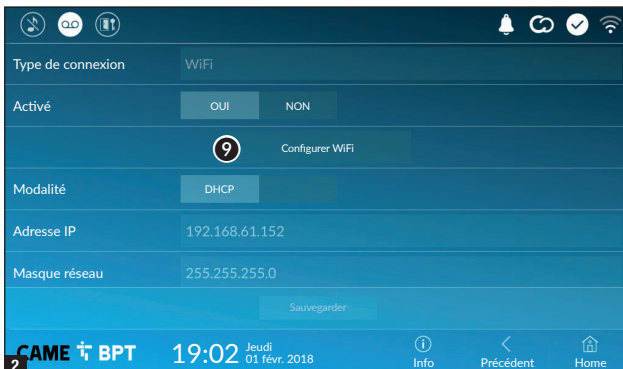 Type de connexion WiFi
Activé OUI NON
9 Configurer WiFi
Modalité DHCP
Adresse IP 192.168.61.152
Masque réseau 255.255.255.0
Sauvegarder
CAME BPT 19:02 Jeudi
01 févr. 2018
Info Précédent Home
2